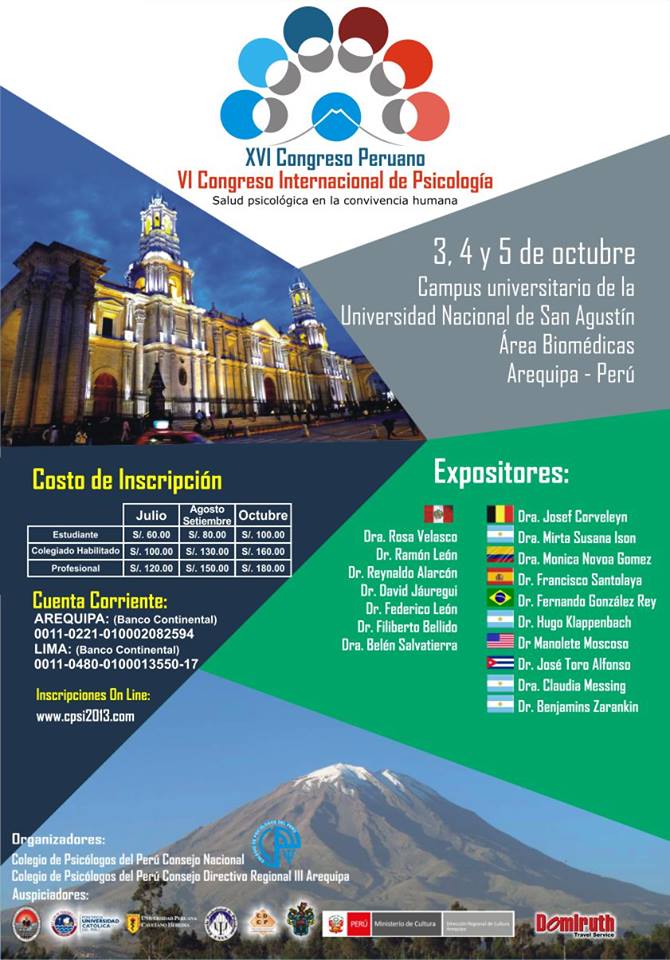 XVI Congreso Peruano
VI Congreso Internacional de Psicología
Salud psicológica en la convivencia humana
3, 4 y 5 de octubre
Campus universitario de la
Universidad Nacional de San Agustín
Área Biomédicas
Arequipa - Perú
Costo de Inscripción
Julio Agosto Setiembre Octubre
Estudiante S/. 60.00 S/. 80.00 S/. 100.00
Colegiado Habilitado S/. 100.00 S/. 130.00 S/. 160.00
Profesional S/. 120.00 S/. 150.00 S/. 180.00
Cuenta Corriente:
AREQUIPA: (Banco Continental)
0011-0221-010002082594
LIMA: (Banco Continental)
0011-0480-0100013550-17
Inscripciones On Line:
www.cpsi2013.com
Expositores:
Dra. Rosa Velasco
Dr. Ramón León
Dr. Reynaldo Alarcón
Dr. David Jáuregui
Dr. Federico León
Dr. Filiberto Bellido
Dra. Belén Salvatierra
Dra. Josef Corveleyn
Dra. Mirta Susana Ison
Dra. Monica Novoa Gomez
Dr. Francisco Santolaya
Dr. Fernando González Rey
Dr. Hugo Klappenbach
Dr Manolete Moscoso
Dr. José Toro Alfonso
Dra. Claudia Messing
Dr. Benjamins Zarankin
Organizadores:
Colegio de Psicólogos del Perú Consejo Nacional
Colegio de Psicólogos del Perú Consejo Directivo Regional III Arequipa
Auspiciadores:
UNIVERSIDAD
CATÓLICA
UNIVERSIDAD PERUANA
CAYETANO HEREDIA
PERÚ
Ministerio de Cultura
Dirección Regional de Cultura
Arequipa
Domiruth
Travel Service